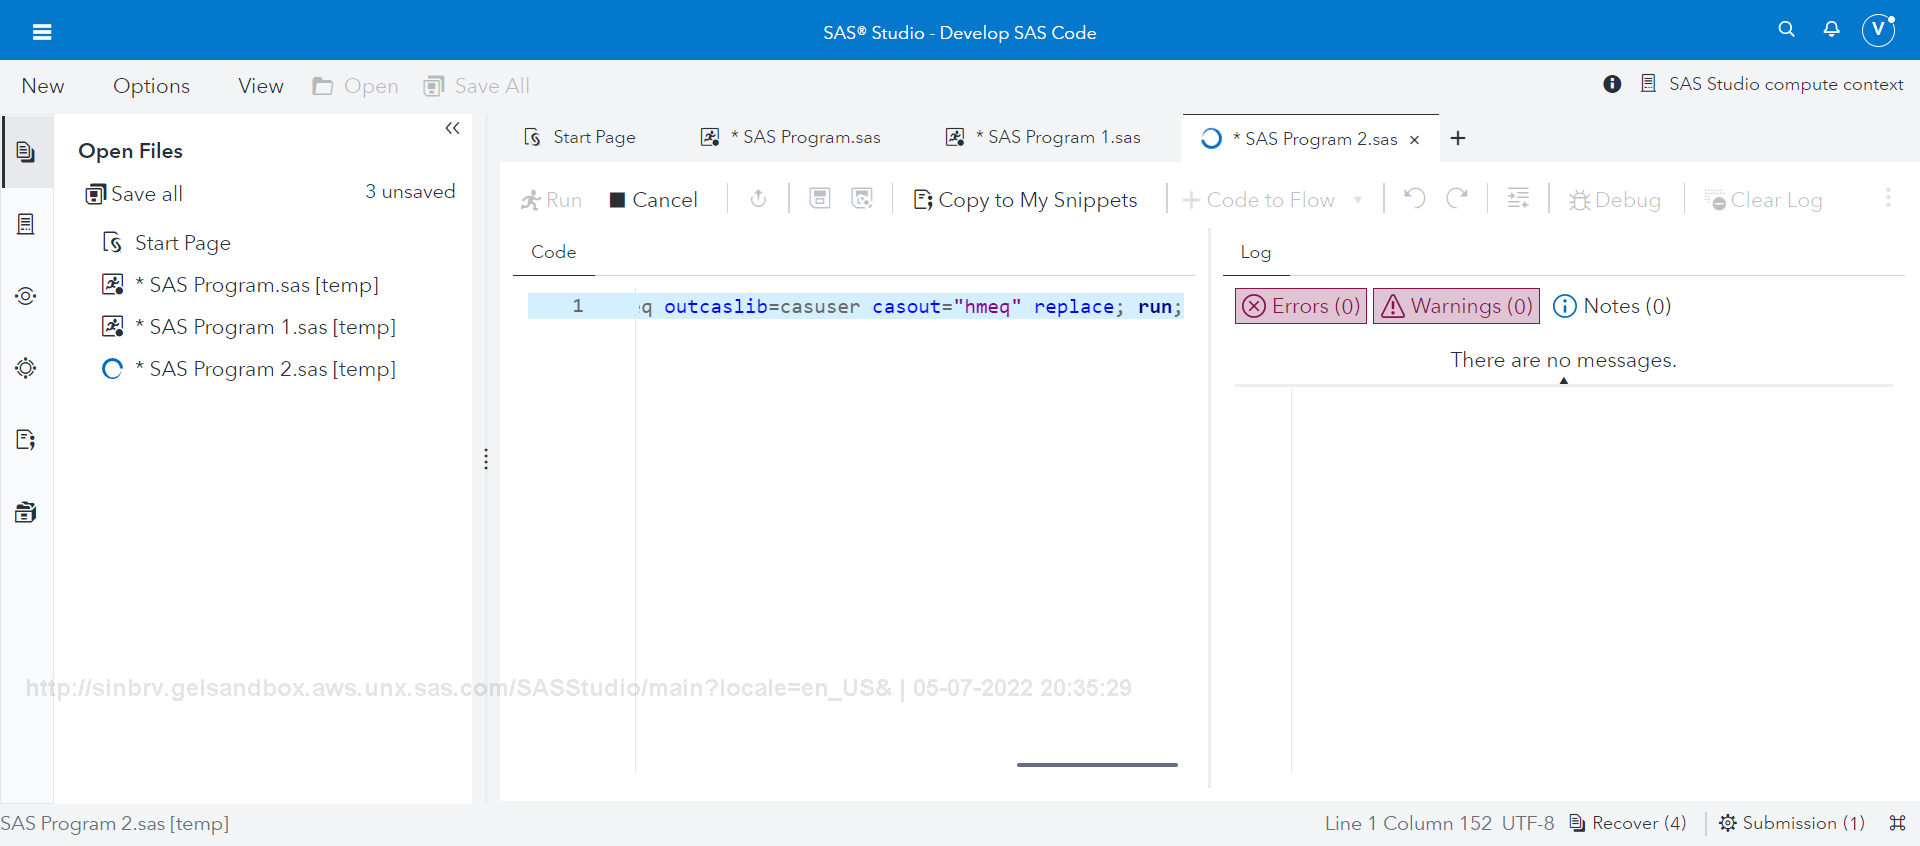 SAS® Studio - Develop SAS Code
V
New Options View Open Save All
SAS Studio compute context
Open Files
Save all 3 unsaved
Start Page
* SAS Program.sas [temp]
* SAS Program 1.sas [temp]
* SAS Program 2.sas [temp]
Start Page * SAS Program.sas * SAS Program 1.sas * SAS Program 2.sas × +
Run Cancel Copy to My Snippets Code to Flow Debug Clear Log
Code
1 q outcaslib=casuser casout="hmeq" replace; run;
Log
Errors (0) Warnings (0) Notes (0)
There are no messages.
http://sinbrv.gelsandbox.aws.unx.sas.com/SASStudio/main?locale=en_US& | 05-07-2022 20:35:29
SAS Program 2.sas [temp]
Line 1 Column 152 UTF-8 Recover (4) Submission (1)